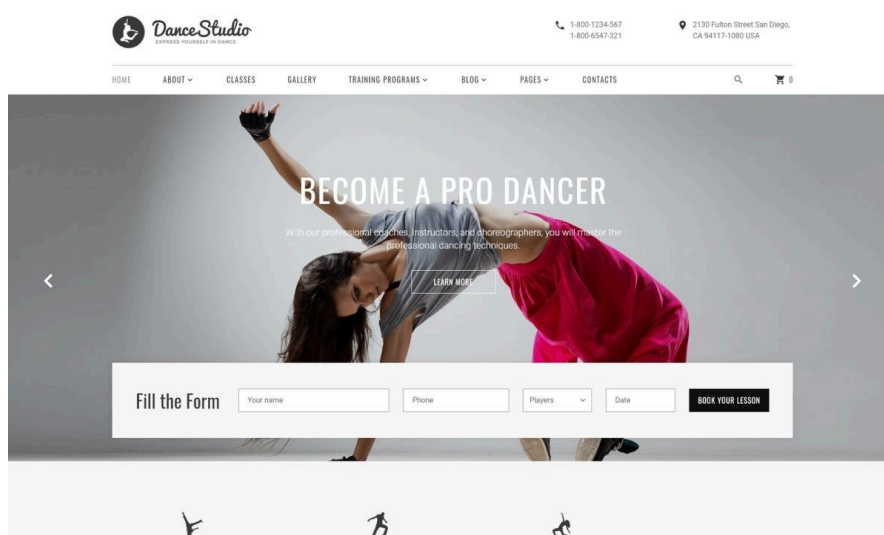 DanceStudio
EXPRESS YOURSELF IN DANCE
1-800-1234-567
1-800-6547-321
2130 Fulton Street San Diego,
CA 94117-1080 USA
HOME ABOUT CLASSES GALLERY TRAINING PROGRAMS BLOG PAGES CONTACTS 0
BECOME A PRO DANCER
With our professional coaches, instructors, and choreographers, you will master the
professional dancing techniques.
LEARN MORE
Fill the Form Your name Phone Players Date BOOK YOUR LESSON